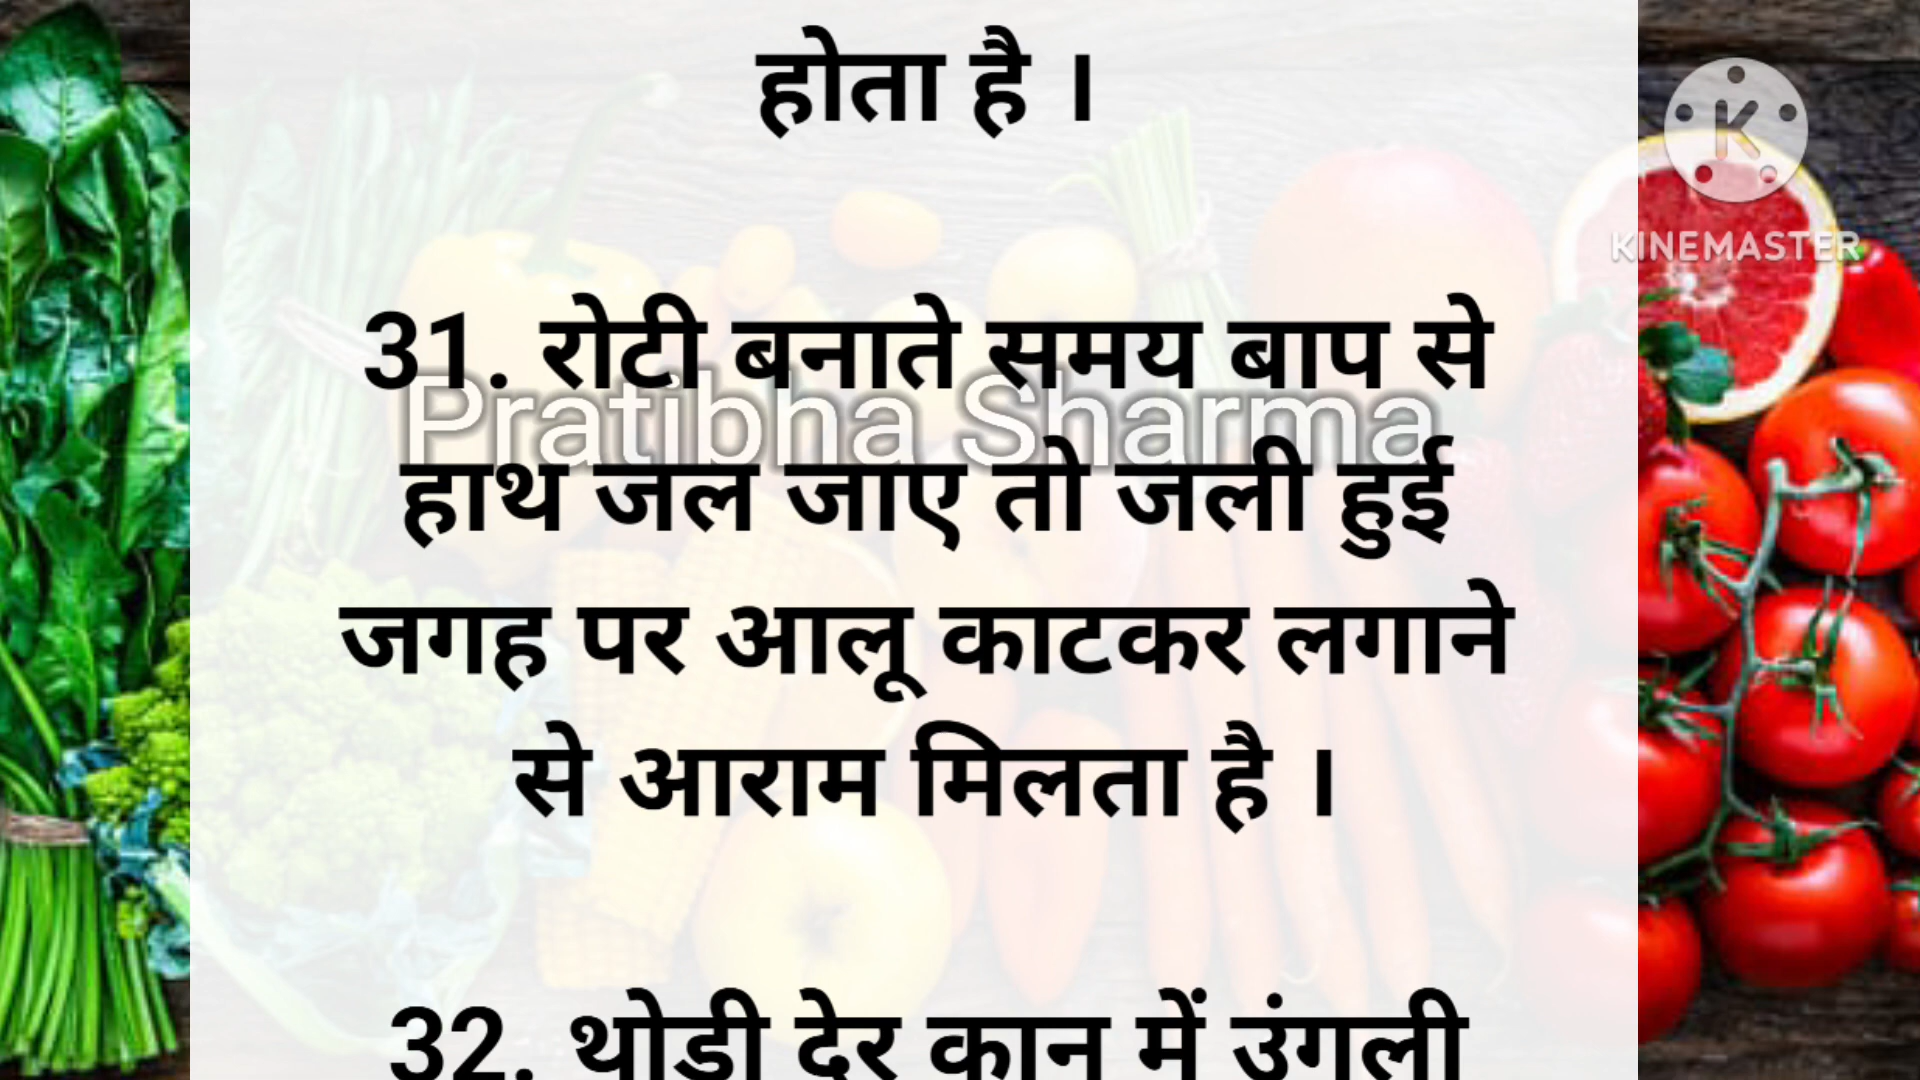 होता है ।
KINEMASTER
31. रोटी बनाते समय बाप से
Pratibha Sharma
हाथ जल जाए तो जली हुई
जगह पर आलू काटकर लगाने
से आराम मिलता है ।
32. थोड़ी देर कान में उंगली